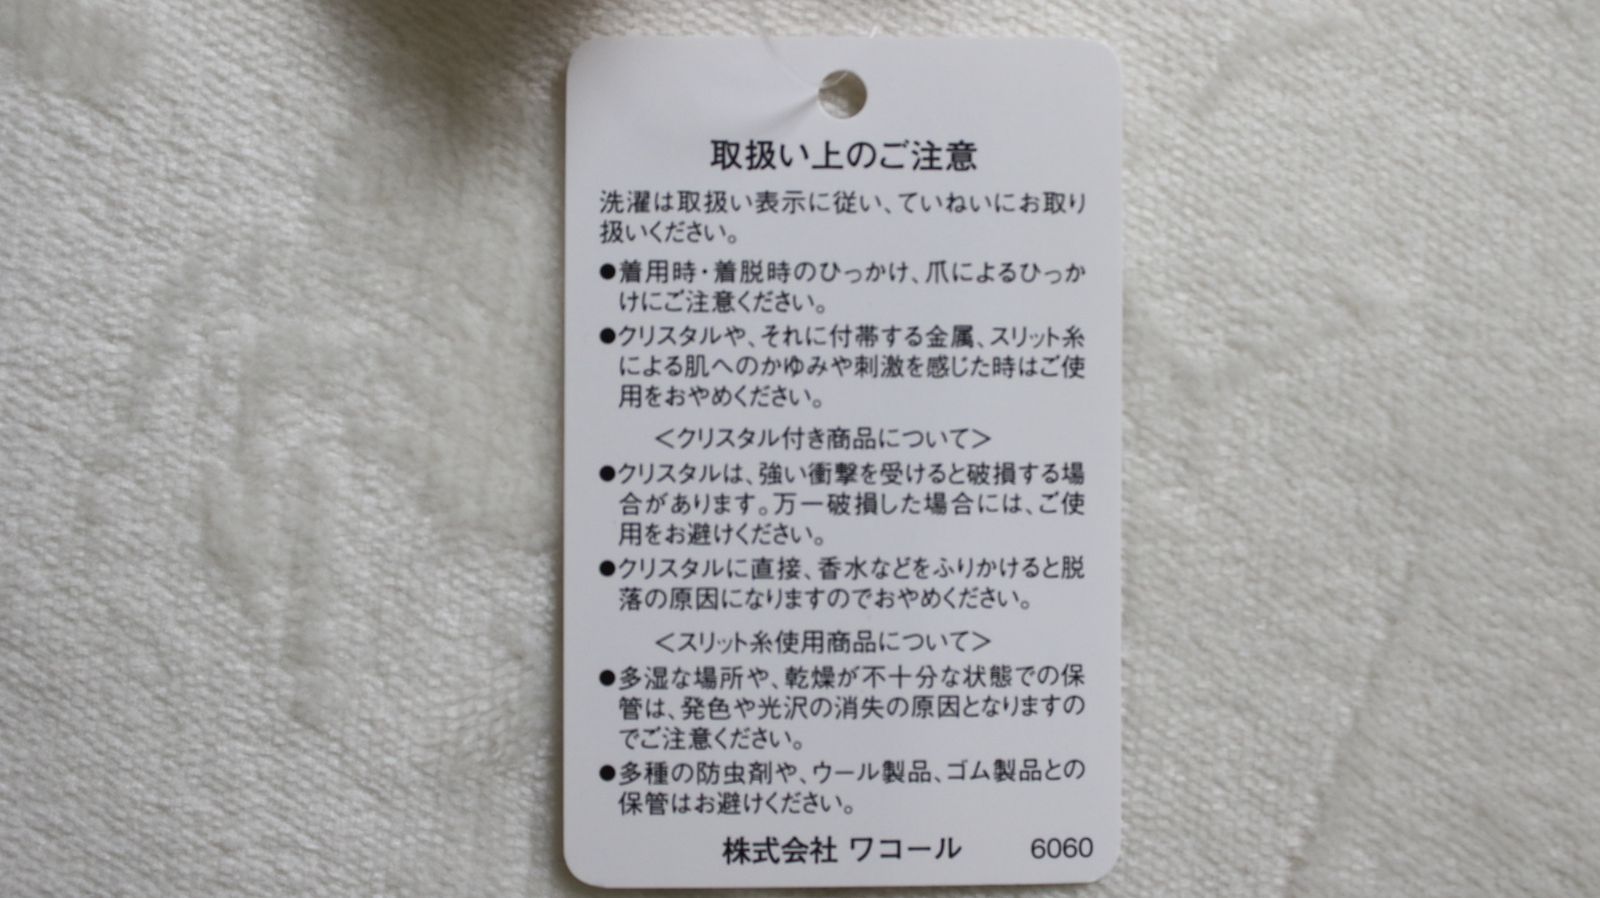 取扱い上のご注意
洗濯は取扱い表示に従い、ていねいにお取り
扱いください。
●着用時・着脱時のひっかけ、爪によるひっか
けにご注意ください。
●クリスタルや、それに付帯する金属、スリット糸
による肌へのかゆみや刺激を感じた時はご使
用をおやめください。
＜クリスタル付き商品について＞
●クリスタルは、強い衝撃を受けると破損する場
合があります。万一破損した場合には、ご使
用をお避けください。
●クリスタルに直接、香水などをふりかけると脱
落の原因になりますのでおやめください。
＜スリット糸使用商品について＞
●多湿な場所や、乾燥が不十分な状態での保
管は、発色や光沢の消失の原因となりますの
でご注意ください。
●多種の防虫剤や、ウール製品、ゴム製品との
保管はお避けください。
株式会社 ワコール 6060